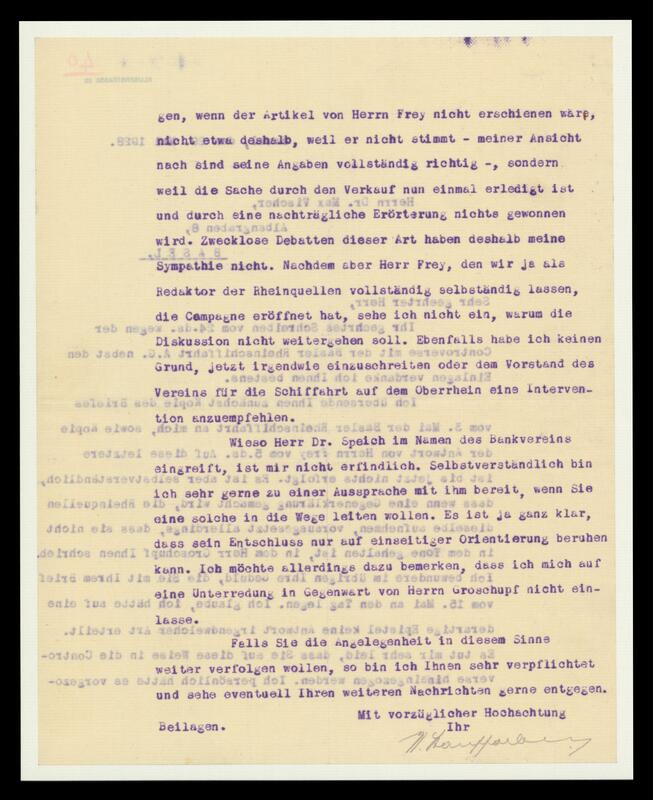 gen, wenn der Artikel von Herrn Frey nicht erschienen wäre,
nicht etwa deshalb, weil er nicht stimmt - meiner Ansicht
nach sind seine Angaben vollständig richtig -, sondern
weil die Sache durch den Verkauf nun einmal erledigt ist
und durch eine nachträgliche Erörterung nichts gewonnen
wird. Zwecklose Debatten dieser Art haben deshalb meine
Sympathie nicht. Nachdem aber Herr Frey, den wir ja als
Redaktor der Rheinquellen vollständig selbständig lassen,
die Campagne eröffnet hat, sehe ich nicht ein, warum die
Diskussion nicht weitergehen soll. Ebenfalls habe ich keinen
Grund, jetzt irgendwie einzuschreiten oder dem Vorstand des
Vereins für die Schiffahrt auf dem Oberrhein eine Interven-
tion anzuempfehlen.
Wieso Herr Dr. Speich im Namen des Bankvereins
eingreift, ist mir nicht erfindlich. Selbstverständlich bin
ich sehr gerne zu einer Aussprache mit ihm bereit, wenn Sie
eine solche in die Wege leiten wollen. Es ist ja ganz klar,
dass sein Entschluss nur auf einseitiger Orientierung beruhen
kann. Ich möchte allerdings dazu bemerken, dass ich mich auf
eine Unterredung in Gegenwart von Herrn Groschupf nicht ein-
lasse.
Falls Sie die Angelegenheit in diesem Sinne
weiter verfolgen wollen, so bin ich Ihnen sehr verpflichtet
und sehe eventuell Ihren weiteren Nachrichten gerne entgegen.
Mit vorzüglicher Hochachtung
Beilagen. Ihr